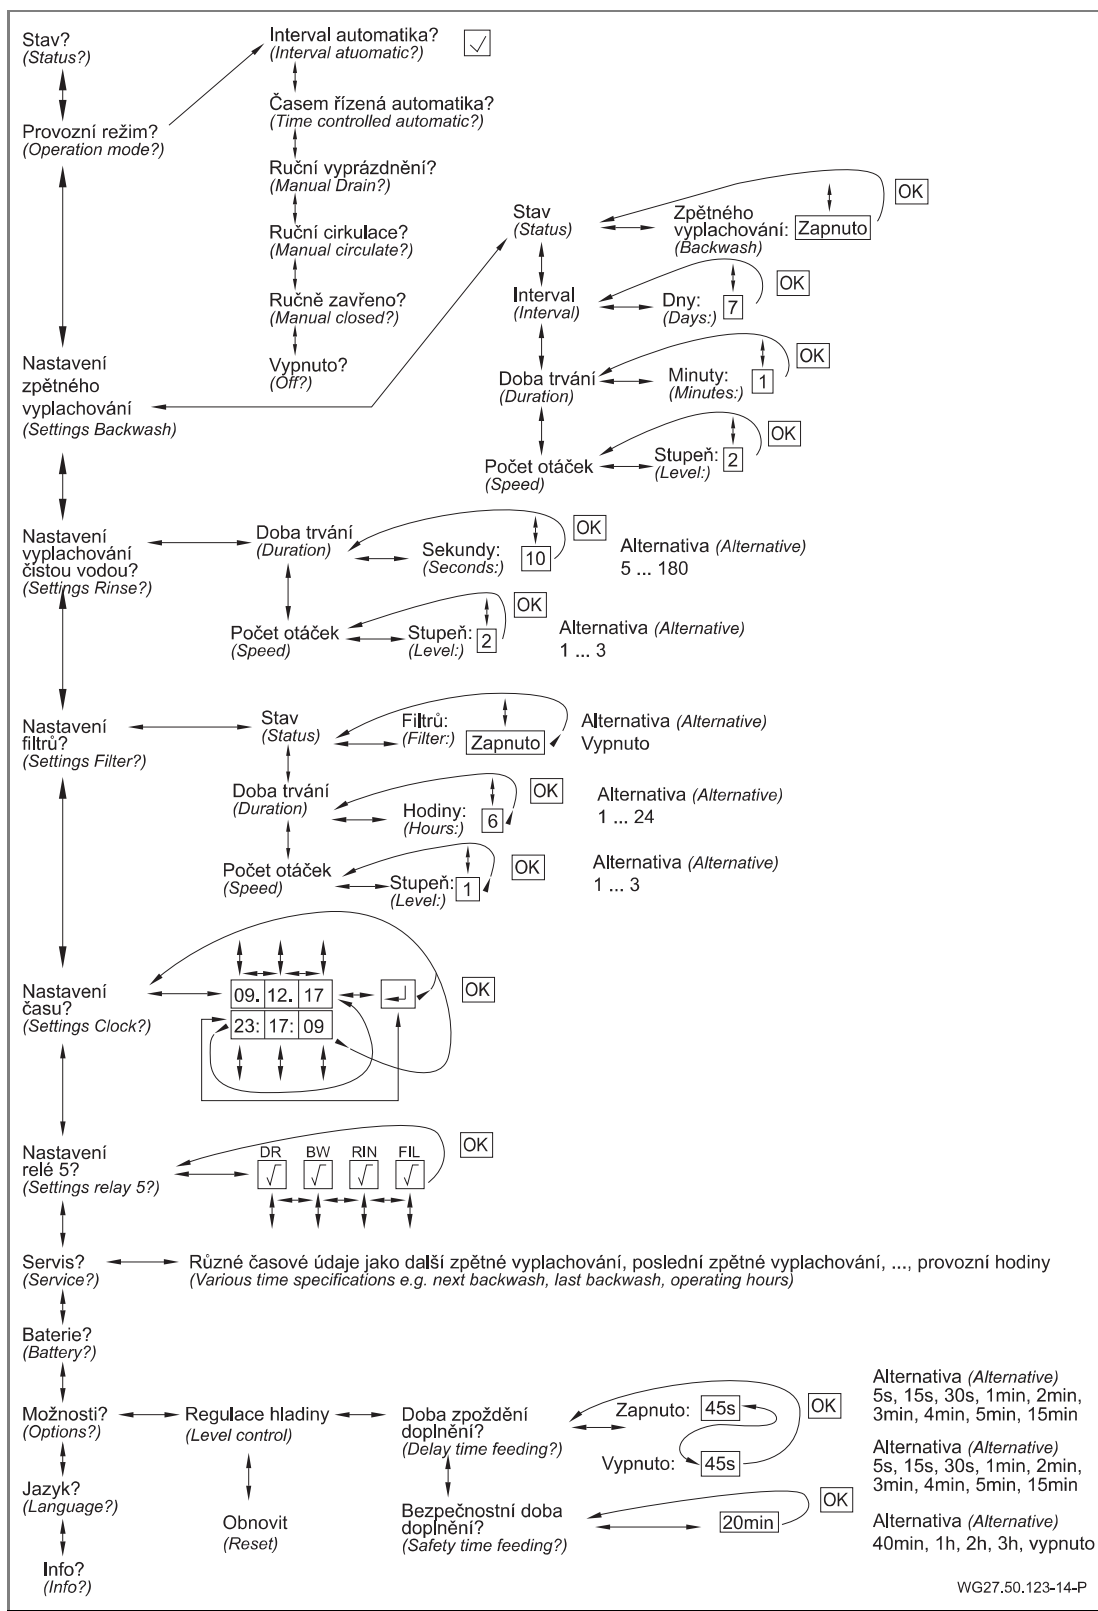 Stav?
(Status?)
Provozní režim?
(Operation mode?)
Interval automatika?
(Interval atuomatic?)
Časem řízená automatika?
(Time controlled automatic?)
Ruční vyprázdnění?
(Manual Drain?)
Ruční cirkulace?
(Manual circulate?)
Ručně zavřeno?
(Manual closed?)
Vypnuto?
(Off?)
Nastavení
zpětného
vyplachování
(Settings Backwash)
Stav
(Status)
Zpětného
vyplachování: Zapnuto
(Backwash)
OK
Interval
(Interval)
Dny: 7
(Days:)
OK
Doba trvání
(Duration)
Minuty: 1
(Minutes:)
OK
Počet otáček
(Speed)
Stupeň: 2
(Level:)
OK
Nastavení
vyplachování
čistou vodou?
(Settings Rinse?)
Doba trvání
(Duration)
Sekundy: 10
(Seconds:)
OK
Alternativa (Alternative)
5 ... 180
Počet otáček
(Speed)
Stupeň: 2
(Level:)
OK
Alternativa (Alternative)
1 ... 3
Nastavení
filtrů?
(Settings Filter?)
Stav
(Status)
Filtrů:
(Filter:) Zapnuto
Alternativa (Alternative)
Vypnuto
Doba trvání
(Duration)
Hodiny: 6
(Hours:)
OK
Alternativa (Alternative)
1 ... 24
Počet otáček
(Speed)
Stupeň: 1
(Level:)
OK
Alternativa (Alternative)
1 ... 3
Nastavení
času?
(Settings Clock?)
09. 12. 17
23: 17: 09
OK
Nastavení
relé 5?
(Settings relay 5?)
DR BW RIN FIL
OK
Servis?
(Service?)
Různé časové údaje jako další zpětné vyplachování, poslední zpětné vyplachování, ..., provozní hodiny
(Various time specifications e.g. next backwash, last backwash, operating hours)
Baterie?
(Battery?)
Možnosti?
(Options?)
Regulace hladiny
(Level control)
Obnovit
(Reset)
Doba zpoždění
doplnění?
(Delay time feeding?)
Zapnuto: 45s
OK
Vypnuto: 45s
Alternativa (Alternative)
5s, 15s, 30s, 1min, 2min,
3min, 4min, 5min, 15min
Alternativa (Alternative)
5s, 15s, 30s, 1min, 2min,
3min, 4min, 5min, 15min
Bezpečnostní doba
doplnění?
(Safety time feeding?)
20min
OK
Alternativa (Alternative)
40min, 1h, 2h, 3h, vypnuto
Jazyk?
(Language?)
Info?
(Info?)
WG27.50.123-14-P